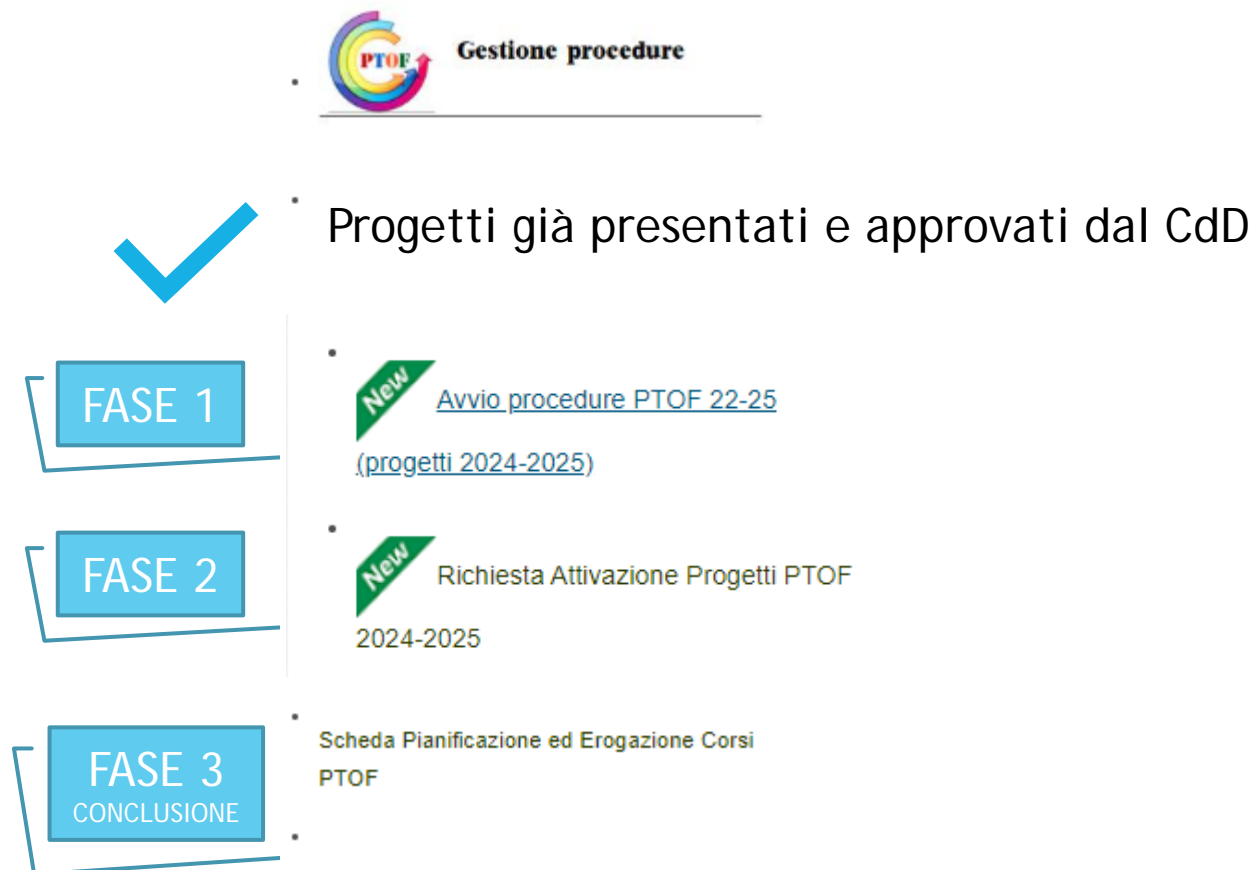 PTOF
Gestione procedure
Progetti già presentati e approvati dal CdD
FASE 1
New
Avvio procedure PTOF 22-25
(progetti 2024-2025)
FASE 2
New
Richiesta Attivazione Progetti PTOF
2024-2025
FASE 3
CONCLUSIONE
Scheda Pianificazione ed Erogazione Corsi
PTOF